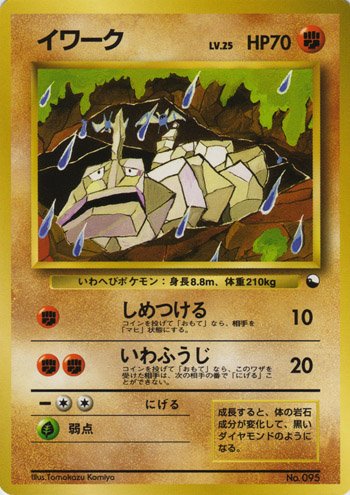 イワーク LV.25 HP70
いわへびポケモン：身長8.8m、体重210kg
しめつける 10
コインを投げて「おもて」なら、相手を
「マヒ」状態にする。
いわふうじ 20
コインを投げて「おもて」なら、このワザを
受けた相手は、次の相手の番で「にげる」こ
とができない。
にげる
弱点
成長すると、体の岩石
成分が変化して、黒い
ダイヤモンドのように
なる。
Illus.Tomokazu Komiya No.095